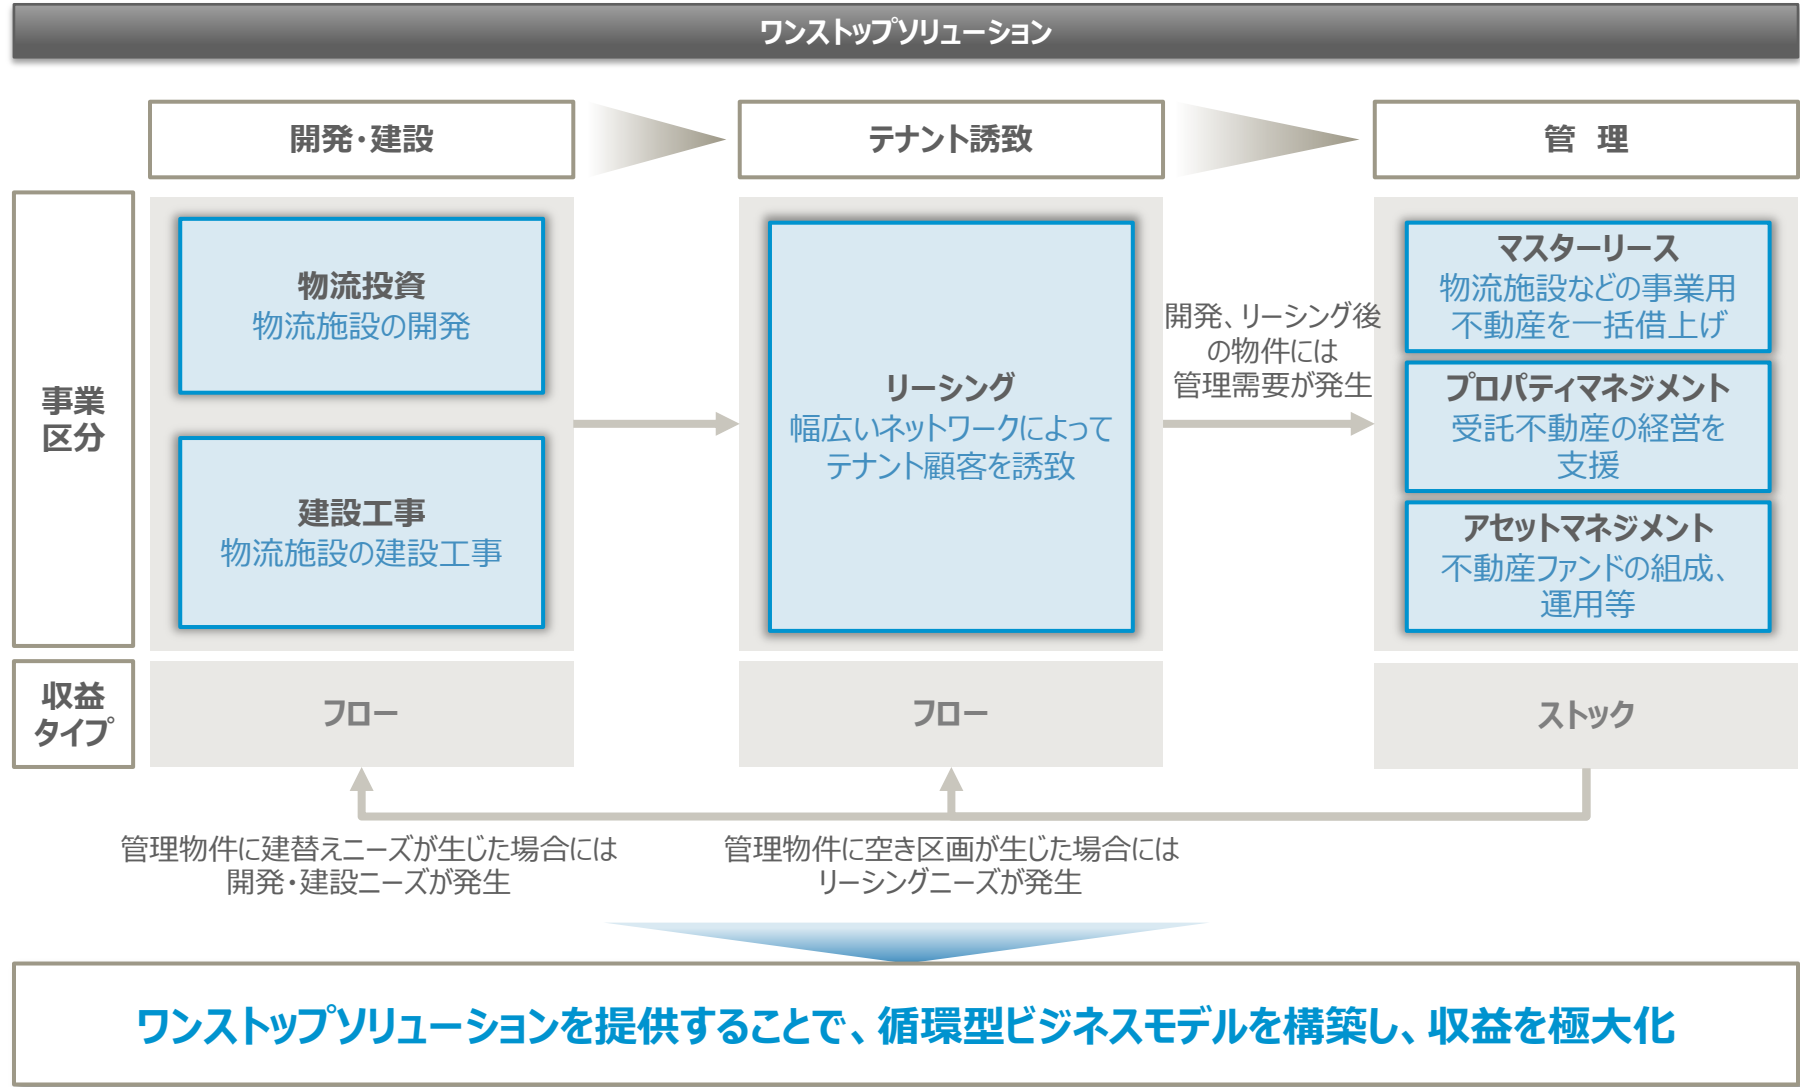 ワンストップソリューション
開発・建設
テナント誘致
管 理
事業
区分
物流投資
物流施設の開発
建設工事
物流施設の建設工事
リーシング
幅広いネットワークによって
テナント顧客を誘致
開発、リーシング後
の物件には
管理需要が発生
マスターリース
物流施設などの事業用
不動産を一括借上げ
プロパティマネジメント
受託不動産の経営を
支援
アセットマネジメント
不動産ファンドの組成、
運用等
収益
タイプ
フロー
フロー
ストック
管理物件に建替えニーズが生じた場合には
開発・建設ニーズが発生
管理物件に空き区画が生じた場合には
リーシングニーズが発生
ワンストップソリューションを提供することで、循環型ビジネスモデルを構築し、収益を極大化